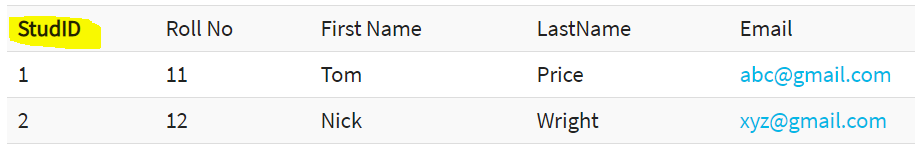 StudID Roll No First Name LastName Email
1 11 Tom Price abc@gmail.com
2 12 Nick Wright xyz@gmail.com